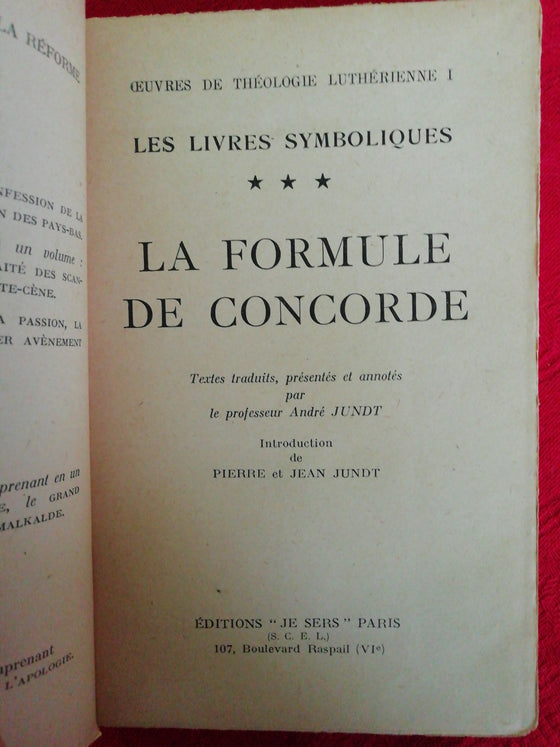 LA RÉFORME
NFESSION DE LA
N DES PAYS-BAS.
un volume :
AITÉ DES SCAN-
TE-CÈNE.
A PASSION, LA
ER AVÈNEMENT
prenant en un
E, le GRAND
MALKALDE.
prenant
L'APOLOGIE.
ŒUVRES DE THÉOLOGIE LUTHÉRIENNE I
LES LIVRES SYMBOLIQUES
★ ★ ★
LA FORMULE
DE CONCORDE
Textes traduits, présentés et annotés
par
le professeur André JUNDT
Introduction
de
PIERRE et JEAN JUNDT
ÉDITIONS "JE SERS" PARIS
(S. C. E. L.)
107, Boulevard Raspail (VIe)